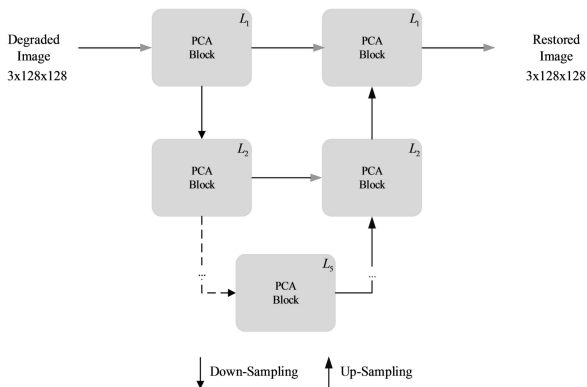 Degraded
Image
3x128x128
L1
PCA
Block
L1
PCA
Block
Restored
Image
3x128x128
L2
PCA
Block
L2
PCA
Block
...
L5
PCA
Block
...
Down-Sampling
Up-Sampling